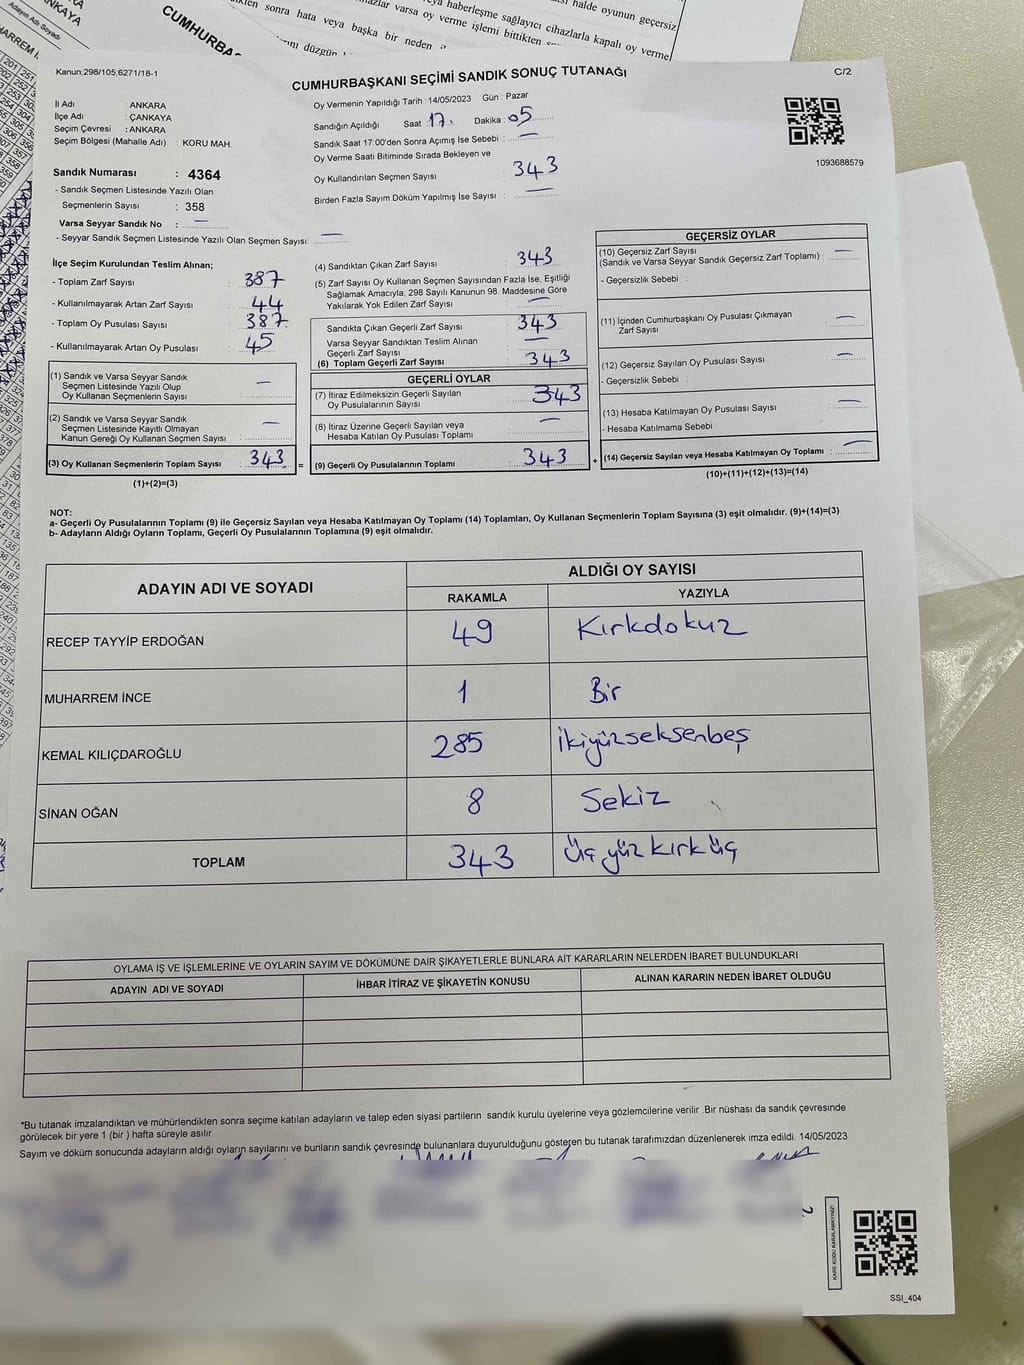 CUMHURBA
Kanun;298/105;6271/18-1
CUMHURBAŞKANI SEÇİMİ SANDIK SONUÇ TUTANAĞI
C/2
İl Adı : ANKARA
İlçe Adı : ÇANKAYA
Seçim Çevresi : ANKARA
Seçim Bölgesi (Mahalle Adı) : KORU MAH.
Oy Vermenin Yapıldığı Tarih : 14/05/2023 Gün : Pazar
Sandığın Açıldığı Saat 17. Dakika : 05
Sandık Saat 17:00'den Sonra Açımış İse Sebebi : —
Oy Verme Saati Bitiminde Sırada Bekleyen ve
Oy Kullandırılan Seçmen Sayısı : 343
Birden Fazla Sayım Döküm Yapılmış İse Sayısı : —
1093688579
Sandık Numarası : 4364
- Sandık Seçmen Listesinde Yazılı Olan
Seçmenlerin Sayısı : 358
Varsa Seyyar Sandık No : —
- Seyyar Sandık Seçmen Listesinde Yazılı Olan Seçmen Sayısı: —
İlçe Seçim Kurulundan Teslim Alınan;
- Toplam Zarf Sayısı : 387
- Kullanılmayarak Artan Zarf Sayısı : 44
- Toplam Oy Pusulası Sayısı : 387
- Kullanılmayarak Artan Oy Pusulası : 45
(1) Sandık ve Varsa Seyyar Sandık
Seçmen Listesinde Yazılı Olup
Oy Kullanan Seçmenlerin Sayısı : —
(2) Sandık ve Varsa Seyyar Sandık
Seçmen Listesinde Kayıtlı Olmayan
Kanun Gereği Oy Kullanan Seçmen Sayısı : —
(3) Oy Kullanan Seçmenlerin Toplam Sayısı : 343 =
(1)+(2)=(3)
(4) Sandıktan Çıkan Zarf Sayısı : 343
(5) Zarf Sayısı Oy Kullanan Seçmen Sayısından Fazla İse, Eşitliği
Sağlamak Amacıyla; 298 Sayılı Kanunun 98. Maddesine Göre
Yakılarak Yok Edilen Zarf Sayısı : —
Sandıkta Çıkan Geçerli Zarf Sayısı : 343
Varsa Seyyar Sandıktan Teslim Alınan
Geçerli Zarf Sayısı : —
(6) Toplam Geçerli Zarf Sayısı : 343
GEÇERLİ OYLAR
(7) İtiraz Edilmeksizin Geçerli Sayılan
Oy Pusulalarının Sayısı : 343
(8) İtiraz Üzerine Geçerli Sayılan veya
Hesaba Katılan Oy Pusulası Toplamı : —
(9) Geçerli Oy Pusulalarının Toplamı : 343 +
GEÇERSİZ OYLAR
(10) Geçersiz Zarf Sayısı
(Sandık ve Varsa Seyyar Sandık Geçersiz Zarf Toplamı) : —
- Geçersizlik Sebebi :
(11) İçinden Cumhurbaşkanı Oy Pusulası Çıkmayan
Zarf Sayısı : —
(12) Geçersiz Sayılan Oy Pusulası Sayısı : —
- Geçersizlik Sebebi :
(13) Hesaba Katılmayan Oy Pusulası Sayısı : —
- Hesaba Katılmama Sebebi :
(14) Geçersiz Sayılan veya Hesaba Katılmayan Oy Toplamı : —
(10)+(11)+(12)+(13)=(14)
NOT:
a- Geçerli Oy Pusulalarının Toplamı (9) ile Geçersiz Sayılan veya Hesaba Katılmayan Oy Toplamı (14) Toplamları, Oy Kullanan Seçmenlerin Toplam Sayısına (3) eşit olmalıdır. (9)+(14)=(3)
b- Adayların Aldığı Oyların Toplamı, Geçerli Oy Pusulalarının Toplamına (9) eşit olmalıdır.
ADAYIN ADI VE SOYADI ALDIĞI OY SAYISI
RAKAMLA YAZIYLA
RECEP TAYYİP ERDOĞAN 49 Kırkdokuz
MUHARREM İNCE 1 Bir
KEMAL KILIÇDAROĞLU 285 İkiyüzseksenbeş
SİNAN OĞAN 8 Sekiz
TOPLAM 343 Üçyüzkırküç
OYLAMA İŞ VE İŞLEMLERİNE VE OYLARIN SAYIM VE DÖKÜMÜNE DAİR ŞİKAYETLERLE BUNLARA AİT KARARLARIN NELERDEN İBARET BULUNDUKLARI
ADAYIN ADI VE SOYADI İHBAR İTİRAZ VE ŞİKAYETİN KONUSU ALINAN KARARIN NEDEN İBARET OLDUĞU
*Bu tutanak imzalandıktan ve mühürlendikten sonra seçime katılan adayların ve talep eden siyasi partilerin sandık kurulu üyelerine veya gözlemcilerine verilir .Bir nüshası da sandık çevresinde
görülecek bir yere 1 (bir ) hafta süreyle asılır.
Sayım ve döküm sonucunda adayların aldığı oyların sayılarını ve bunların sandık çevresinde bulunanlara duyurulduğunu gösteren bu tutanak tarafımızdan düzenlenerek imza edildi. 14/05/2023
KARE KODU KARALAMAYINIZ!
SSI_404